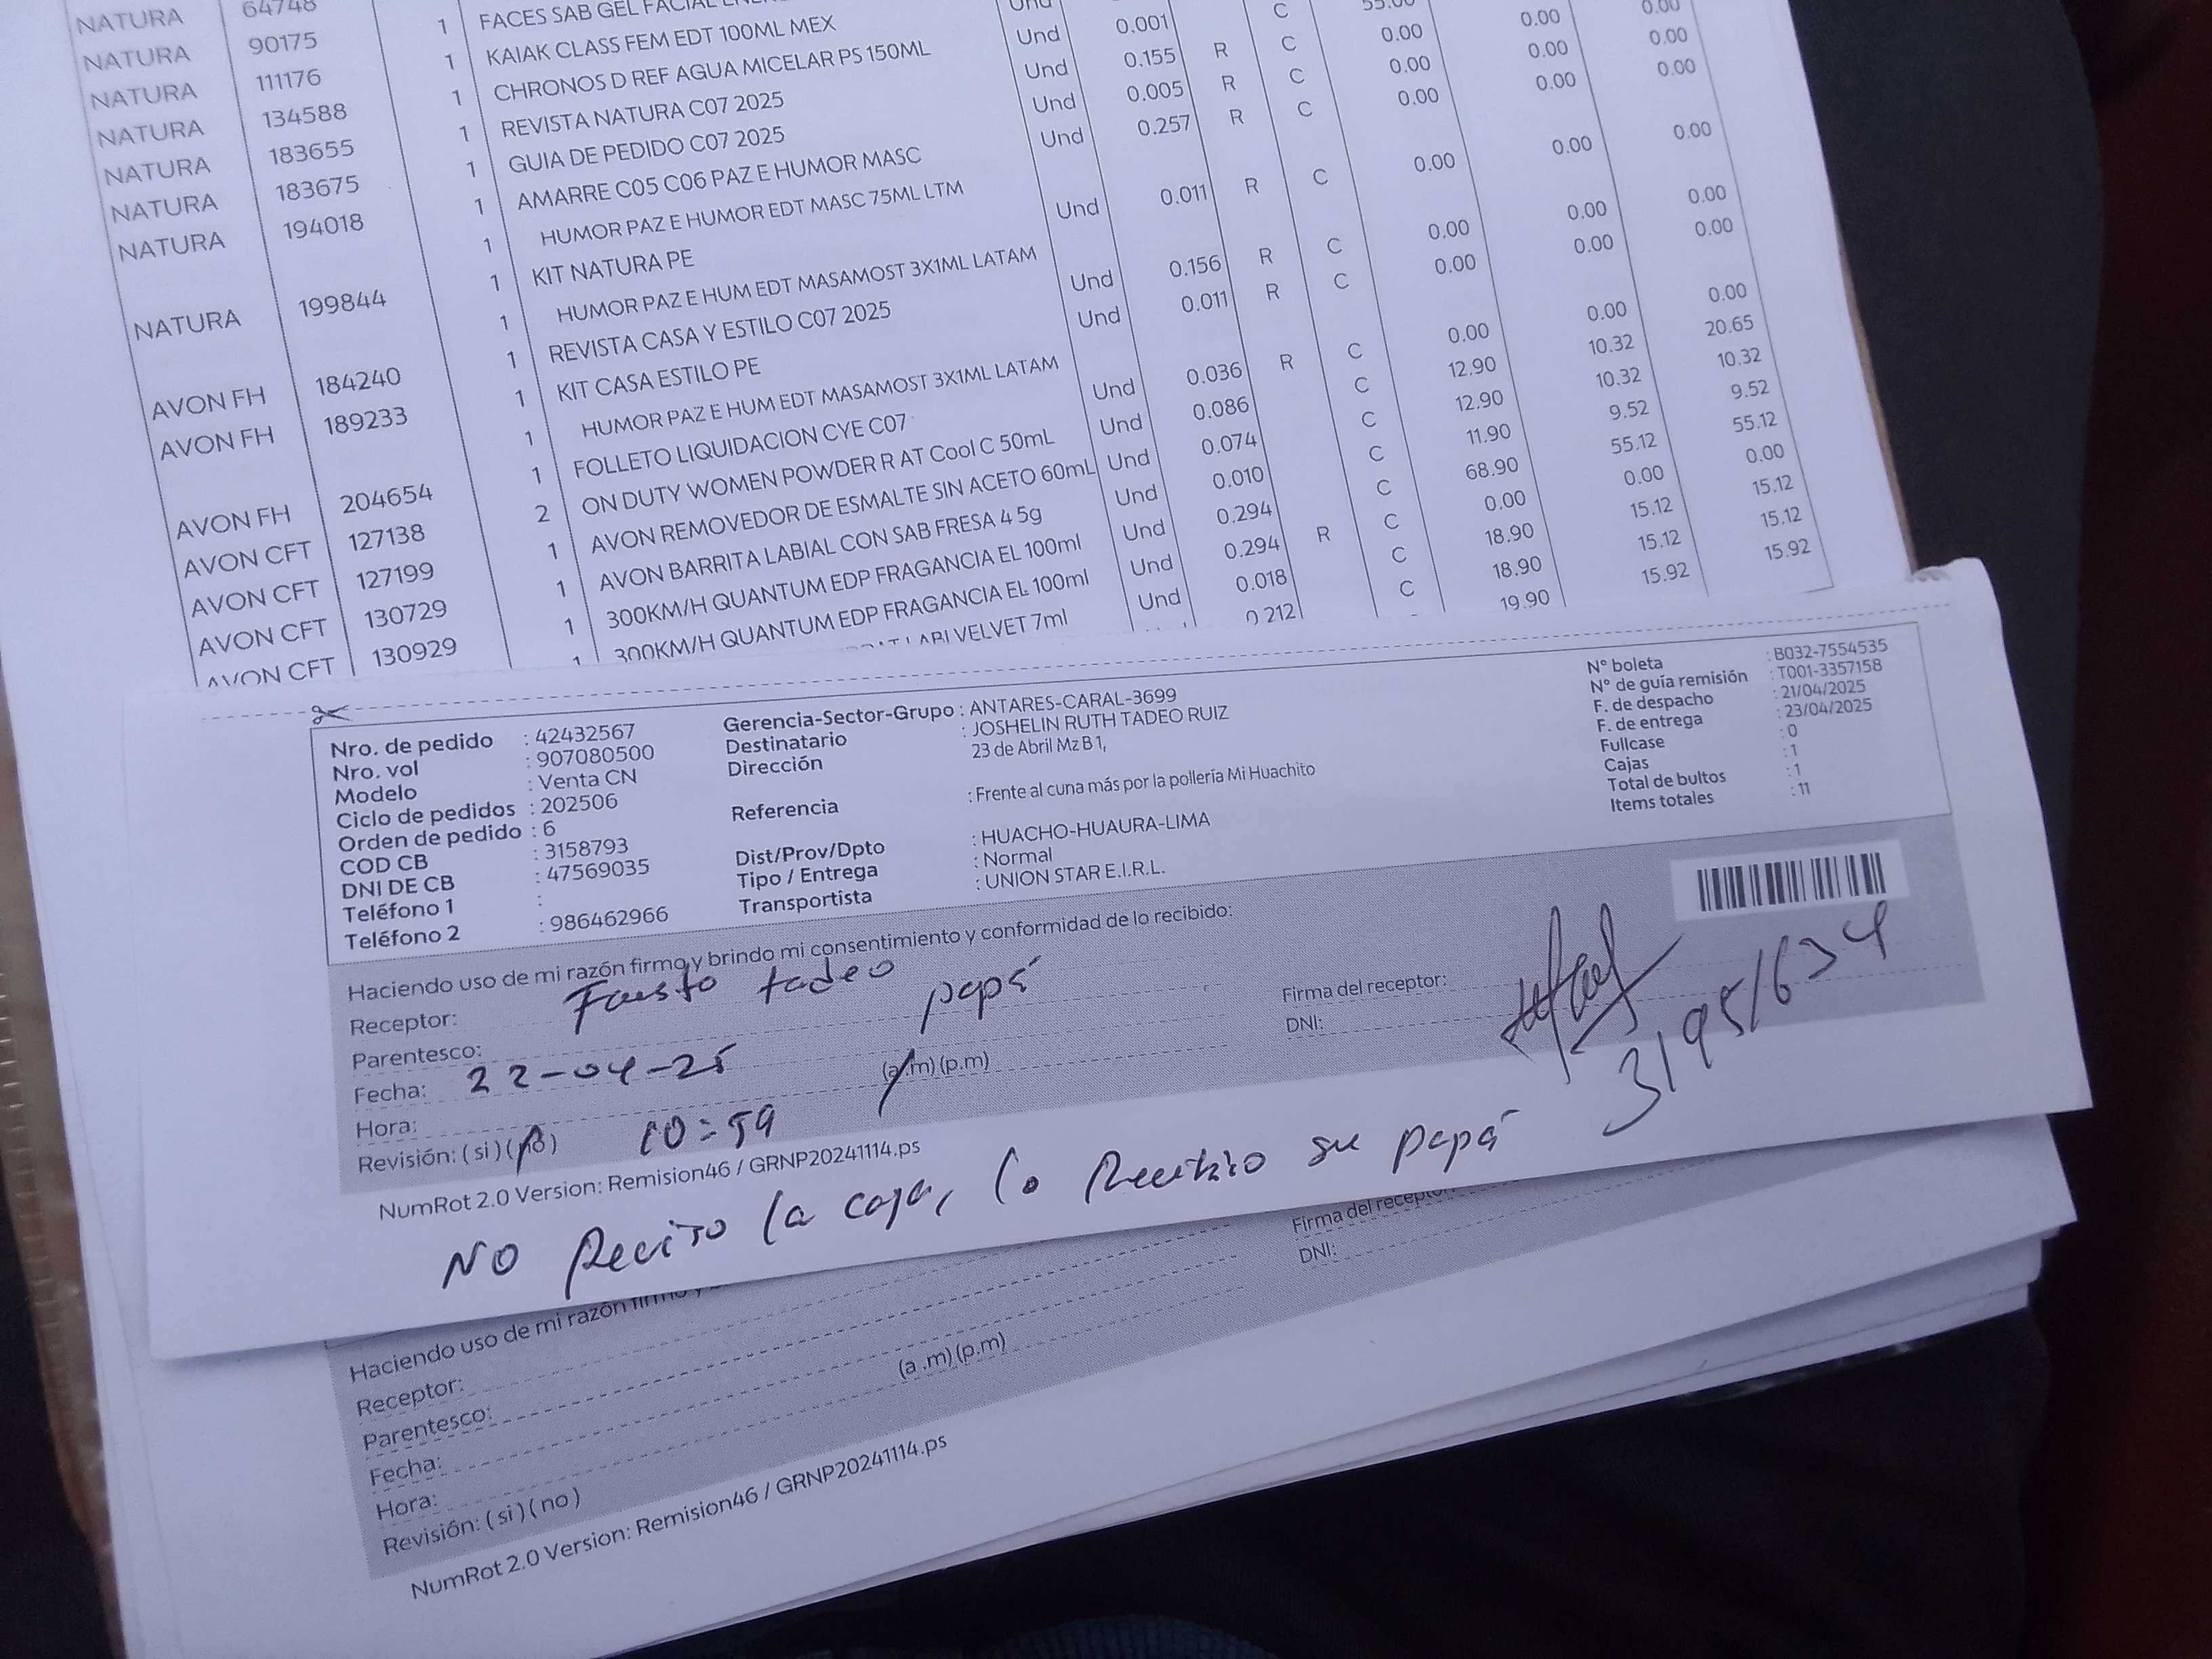 NATURA 64748 1 FACES SAB GEL FACIAL Und 0.001 C 55.00 0.00
NATURA 90175 1 KAIAK CLASS FEM EDT 100ML MEX Und 0.155 R C 0.00 0.00 0.00
NATURA 111176 1 CHRONOS D REF AGUA MICELAR PS 150ML Und 0.005 R C 0.00 0.00 0.00
NATURA 134588 1 REVISTA NATURA C07 2025 Und 0.257 R C 0.00 0.00 0.00
NATURA 183655 1 GUIA DE PEDIDO C07 2025
NATURA 183675 1 AMARRE C05 C06 PAZ E HUMOR MASC Und 0.011 R C 0.00 0.00 0.00
NATURA 194018 1 HUMOR PAZ E HUMOR EDT MASC 75ML LTM
1 KIT NATURA PE Und 0.156 R C 0.00 0.00 0.00
NATURA 199844 1 HUMOR PAZ E HUM EDT MASAMOST 3X1ML LATAM Und 0.011 R C 0.00 0.00 0.00
1 REVISTA CASA Y ESTILO C07 2025
AVON FH 184240 1 KIT CASA ESTILO PE Und 0.036 R C 0.00 0.00 0.00
AVON FH 189233 1 HUMOR PAZ E HUM EDT MASAMOST 3X1ML LATAM Und 0.086 C 12.90 10.32 20.65
1 FOLLETO LIQUIDACION CYE C07 Und 0.074 C 12.90 10.32 10.32
AVON FH 204654 2 ON DUTY WOMEN POWDER R AT Cool C 50mL Und 0.010 C 11.90 9.52 9.52
AVON CFT 127138 1 AVON REMOVEDOR DE ESMALTE SIN ACETO 60mL Und 0.294 C 68.90 55.12 55.12
AVON CFT 127199 1 AVON BARRITA LABIAL CON SAB FRESA 4 5g Und 0.294 R C 0.00 0.00 0.00
AVON CFT 130729 1 300KM/H QUANTUM EDP FRAGANCIA EL 100ml Und 0.018 C 18.90 15.12 15.12
AVON CFT 130929 1 300KM/H QUANTUM EDP FRAGANCIA EL 100ml 0.212 C 18.90 15.12 15.12
LABI VELVET 7ml C 19.90 15.92 15.92
Nro. de pedido : 42432567 Gerencia-Sector-Grupo : ANTARES-CARAL-3699 N° boleta : B032-7554535
Nro. vol : 907080500 Destinatario : JOSHELIN RUTH TADEO RUIZ N° de guía remisión : T001-3357158
Modelo : Venta CN Dirección 23 de Abril Mz B 1, F. de despacho : 21/04/2025
Ciclo de pedidos : 202506 F. de entrega : 23/04/2025
Orden de pedido : 6 Referencia : Frente al cuna más por la pollería Mi Huachito Fullcase : 0
COD CB : 3158793 Cajas : 1
DNI DE CB : 47569035 Dist/Prov/Dpto : HUACHO-HUAURA-LIMA Total de bultos : 1
Teléfono 1 : Tipo / Entrega : Normal Items totales : 11
Teléfono 2 : 986462966 Transportista : UNION STAR E.I.R.L.
Haciendo uso de mi razón firmo y brindo mi consentimiento y conformidad de lo recibido:
Receptor: Fausto tadeo Firma del receptor:
Parentesco: papá DNI: 31951634
Fecha: 22-04-25
Hora: 10:59 (a.m) (p.m)
Revisión: ( si ) ( no )
NumRot 2.0 Version: Remision46 / GRNP20241114.ps
NO Reviso la caja, lo Recibio su papá
Haciendo uso de mi razón firmo y
Receptor: Firma del receptor
Parentesco: DNI:
Fecha:
Hora: (a .m) (p.m)
Revisión: ( si ) ( no )
NumRot 2.0 Version: Remision46 / GRNP20241114.ps